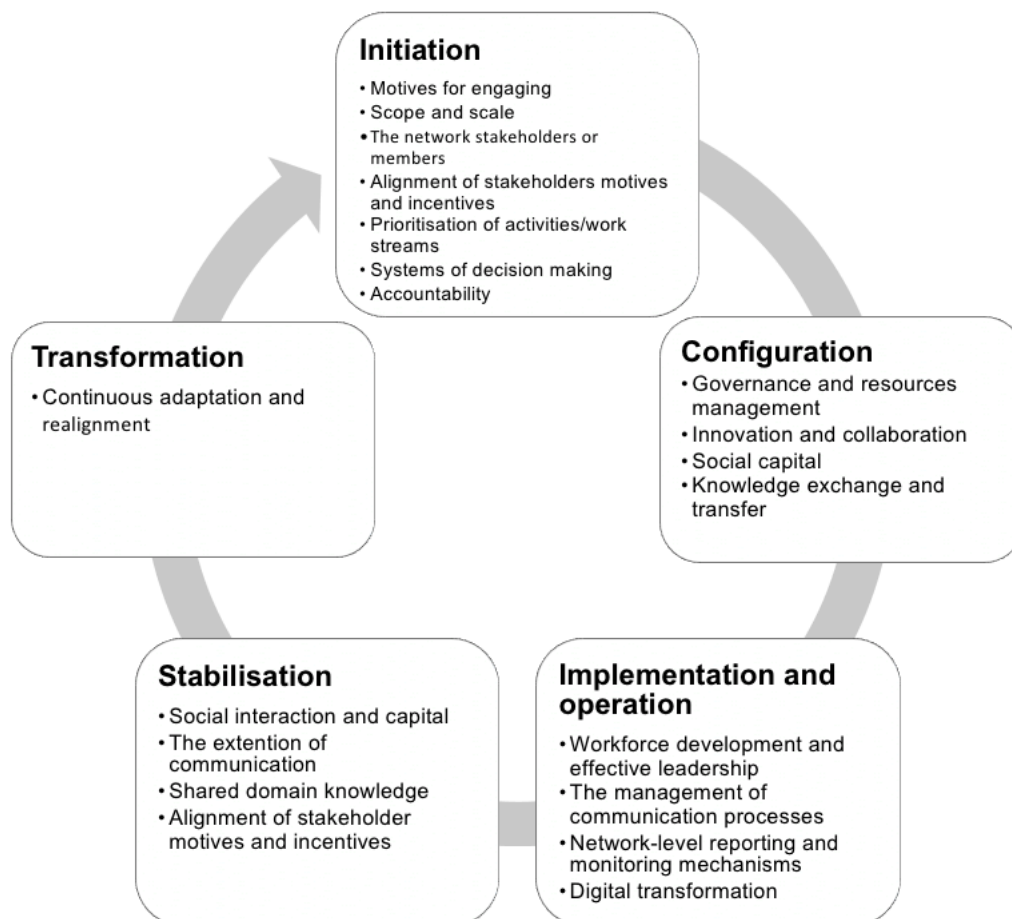 Initiation
• Motives for engaging
• Scope and scale
• The network stakeholders or
members
• Alignment of stakeholders motives
and incentives
• Prioritisation of activities/work
streams
• Systems of decision making
• Accountability
Configuration
• Governance and resources
management
• Innovation and collaboration
• Social capital
• Knowledge exchange and
transfer
Implementation and
operation
• Workforce development and
effective leadership
• The management of
communication processes
• Network-level reporting and
monitoring mechanisms
• Digital transformation
Stabilisation
• Social interaction and capital
• The extention of
communication
• Shared domain knowledge
• Alignment of stakeholder
motives and incentives
Transformation
• Continuous adaptation and
realignment